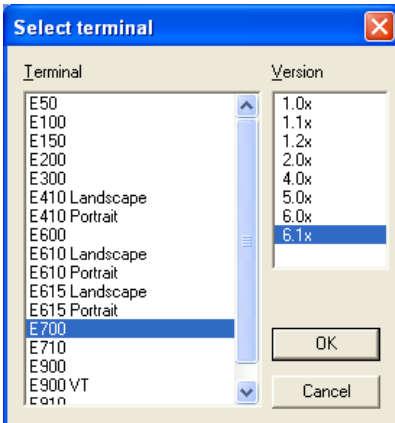 Select terminal
Terminal
Version
E50
E100
E150
E200
E300
E410 Landscape
E410 Portrait
E600
E610 Landscape
E610 Portrait
E615 Landscape
E615 Portrait
E700
E710
E900
E900 VT
E910
1.0x
1.1x
1.2x
2.0x
4.0x
5.0x
6.0x
6.1x
OK
Cancel